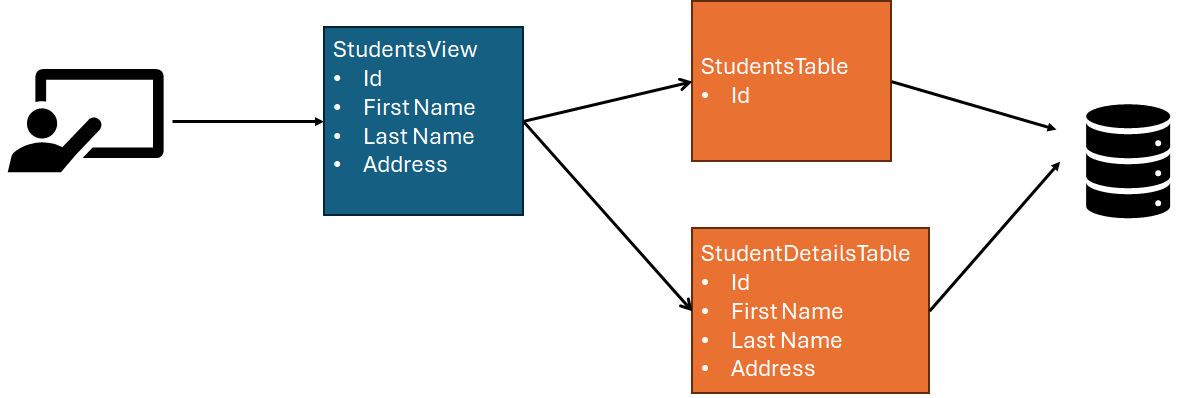 StudentsView
• Id
• First Name
• Last Name
• Address
StudentsTable
• Id
StudentDetailsTable
• Id
• First Name
• Last Name
• Address